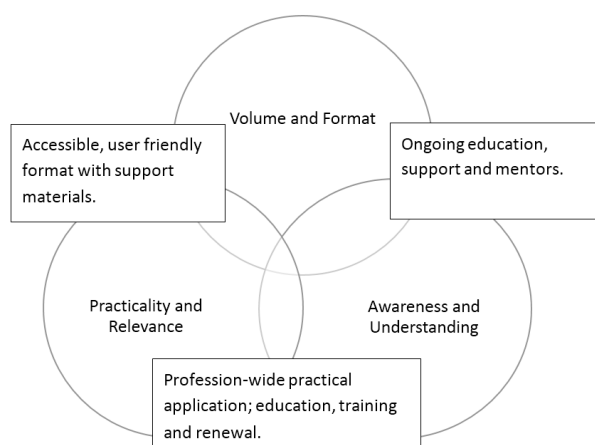 Volume and Format
Accessible, user friendly
format with support
materials.
Ongoing education,
support and mentors.
Practicality and
Relevance
Awareness and
Understanding
Profession-wide practical
application; education, training
and renewal.